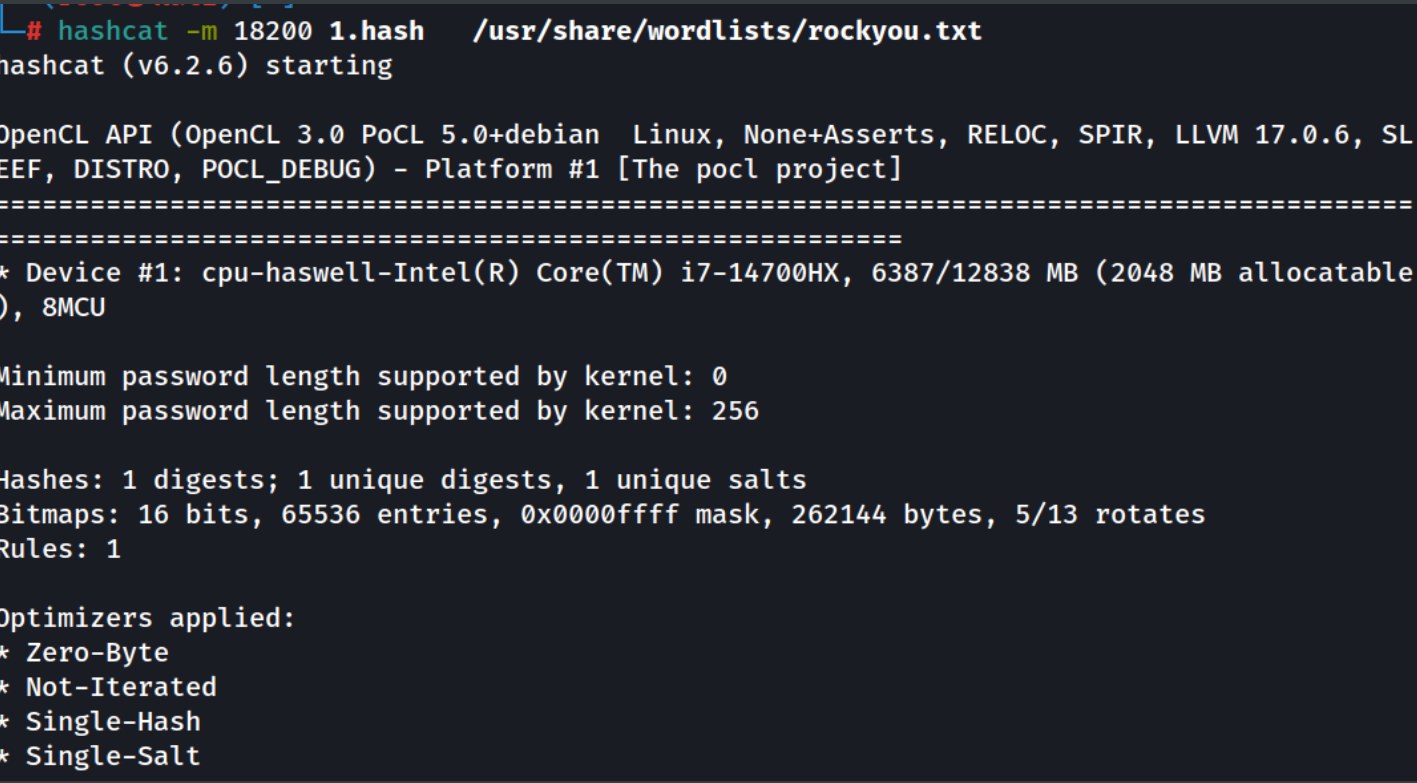 └─# hashcat -m 18200 1.hash   /usr/share/wordlists/rockyou.txt
hashcat (v6.2.6) starting

OpenCL API (OpenCL 3.0 PoCL 5.0+debian  Linux, None+Asserts, RELOC, SPIR, LLVM 17.0.6, SL
EEF, DISTRO, POCL_DEBUG) - Platform #1 [The pocl project]
=========================================================================================
=========================================================
* Device #1: cpu-haswell-Intel(R) Core(TM) i7-14700HX, 6387/12838 MB (2048 MB allocatable
), 8MCU

Minimum password length supported by kernel: 0
Maximum password length supported by kernel: 256

Hashes: 1 digests; 1 unique digests, 1 unique salts
Bitmaps: 16 bits, 65536 entries, 0x0000ffff mask, 262144 bytes, 5/13 rotates
Rules: 1

Optimizers applied:
* Zero-Byte
* Not-Iterated
* Single-Hash
* Single-Salt